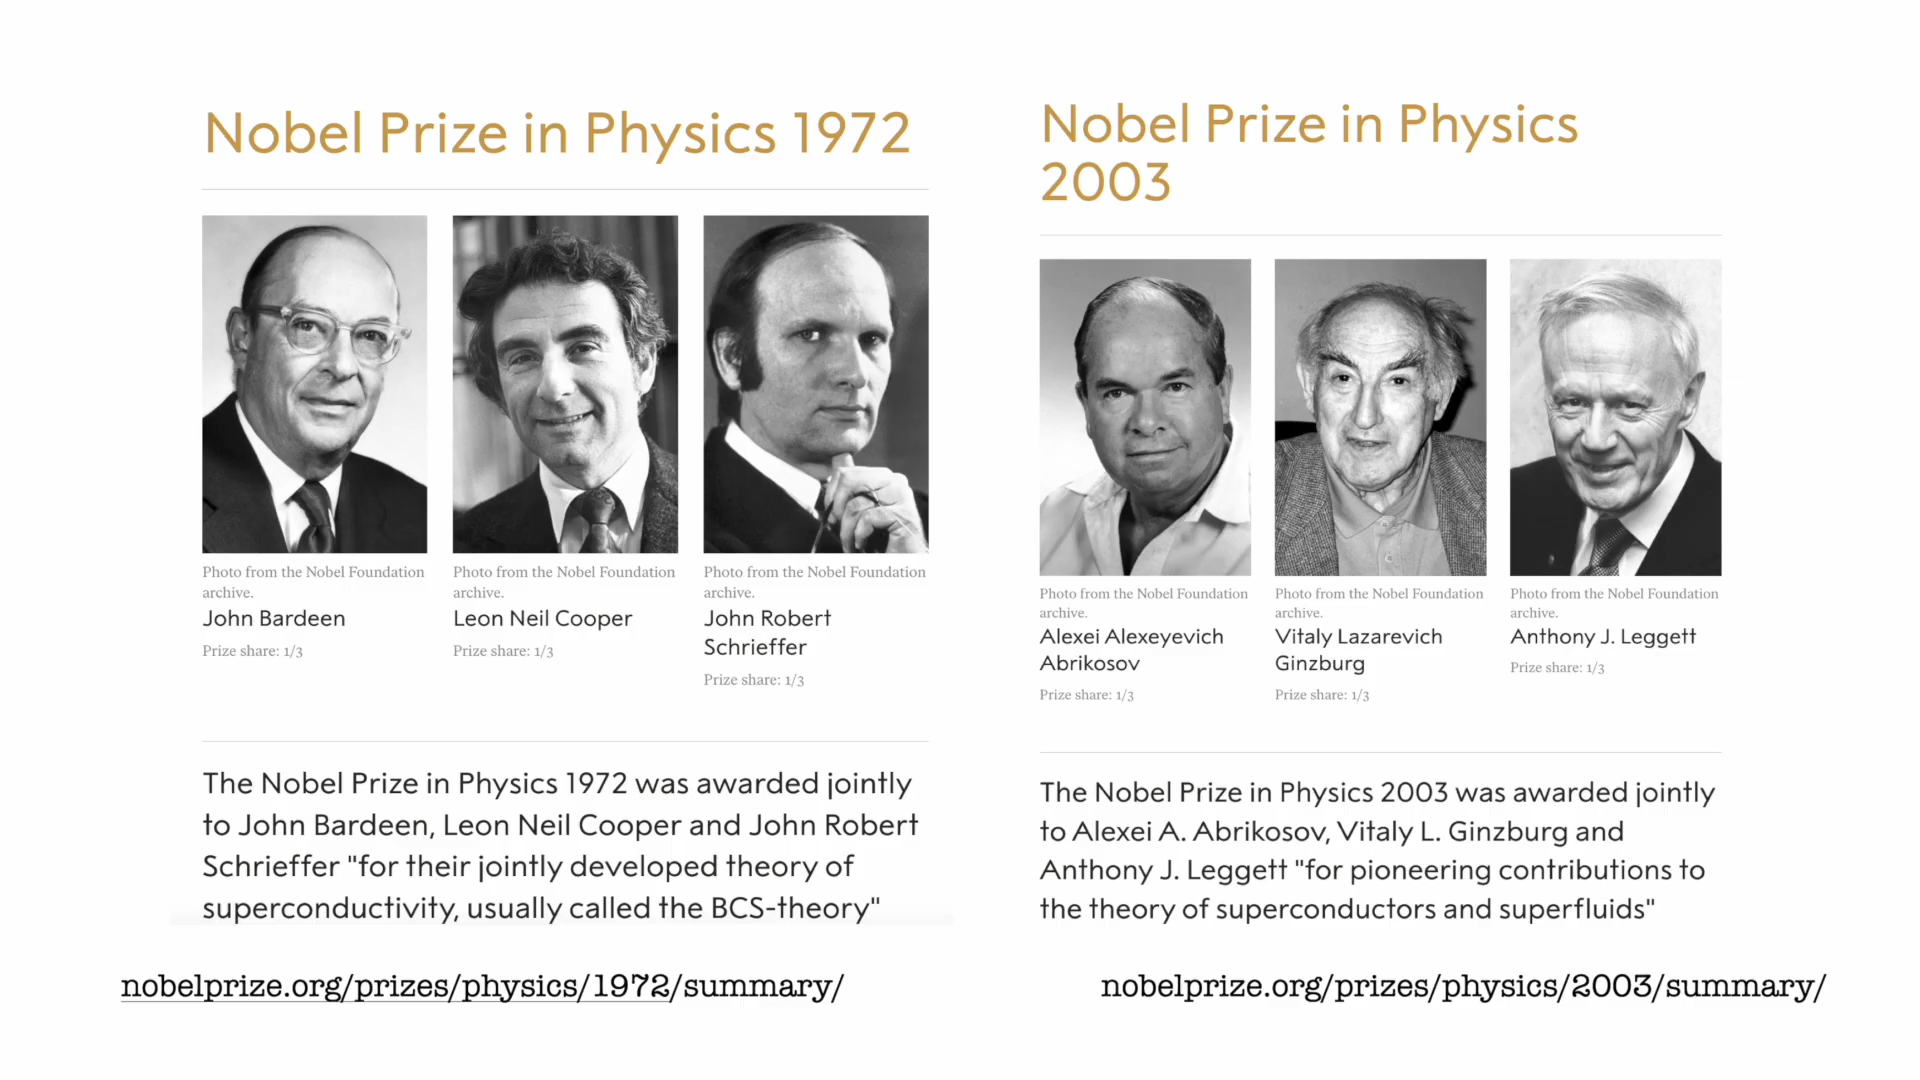 Nobel Prize in Physics 1972
Photo from the Nobel Foundation
archive.
John Bardeen
Prize share: 1/3
Photo from the Nobel Foundation
archive.
Leon Neil Cooper
Prize share: 1/3
Photo from the Nobel Foundation
archive.
John Robert
Schrieffer
Prize share: 1/3
The Nobel Prize in Physics 1972 was awarded jointly
to John Bardeen, Leon Neil Cooper and John Robert
Schrieffer "for their jointly developed theory of
superconductivity, usually called the BCS-theory"
nobelprize.org/prizes/physics/1972/summary/
Nobel Prize in Physics
2003
Photo from the Nobel Foundation
archive.
Alexei Alexeyevich
Abrikosov
Prize share: 1/3
Photo from the Nobel Foundation
archive.
Vitaly Lazarevich
Ginzburg
Prize share: 1/3
Photo from the Nobel Foundation
archive.
Anthony J. Leggett
Prize share: 1/3
The Nobel Prize in Physics 2003 was awarded jointly
to Alexei A. Abrikosov, Vitaly L. Ginzburg and
Anthony J. Leggett "for pioneering contributions to
the theory of superconductors and superfluids"
nobelprize.org/prizes/physics/2003/summary/